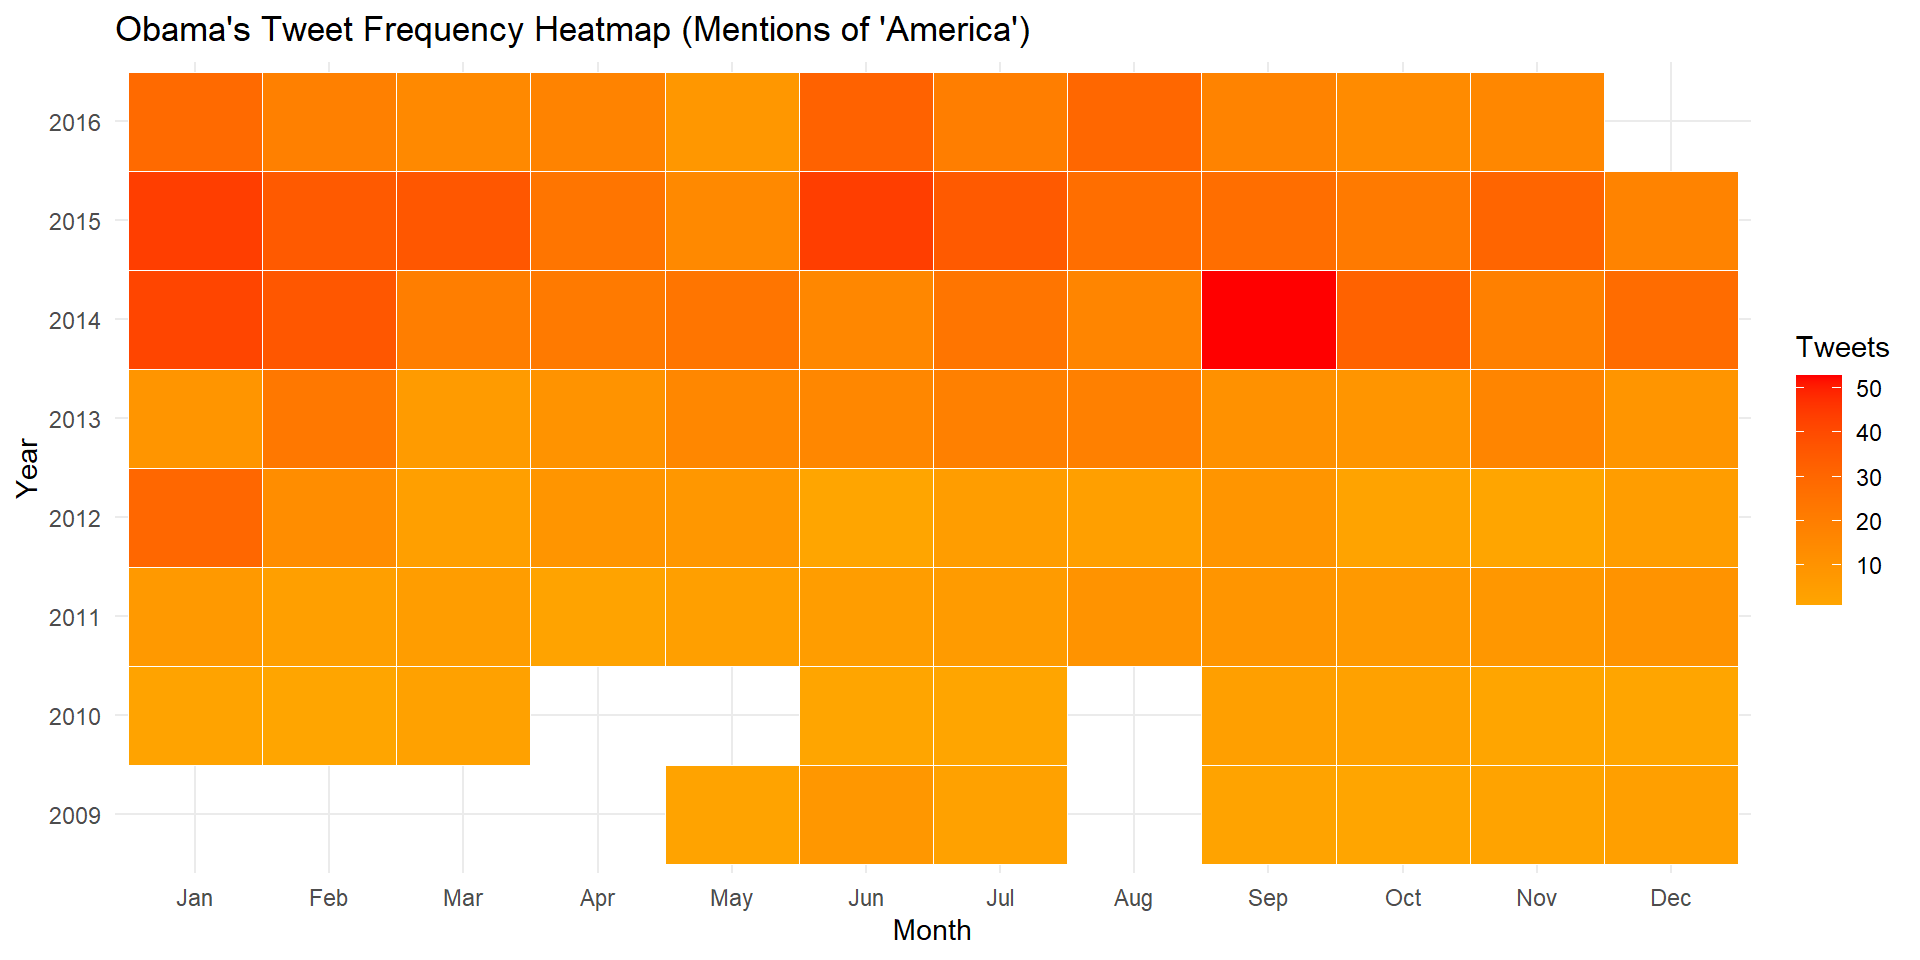 Obama's Tweet Frequency Heatmap (Mentions of 'America')
2016
2015
2014
2013
2012
2011
2010
2009
Year
Jan Feb Mar Apr May Jun Jul Aug Sep Oct Nov Dec
Month
Tweets
50
40
30
20
10